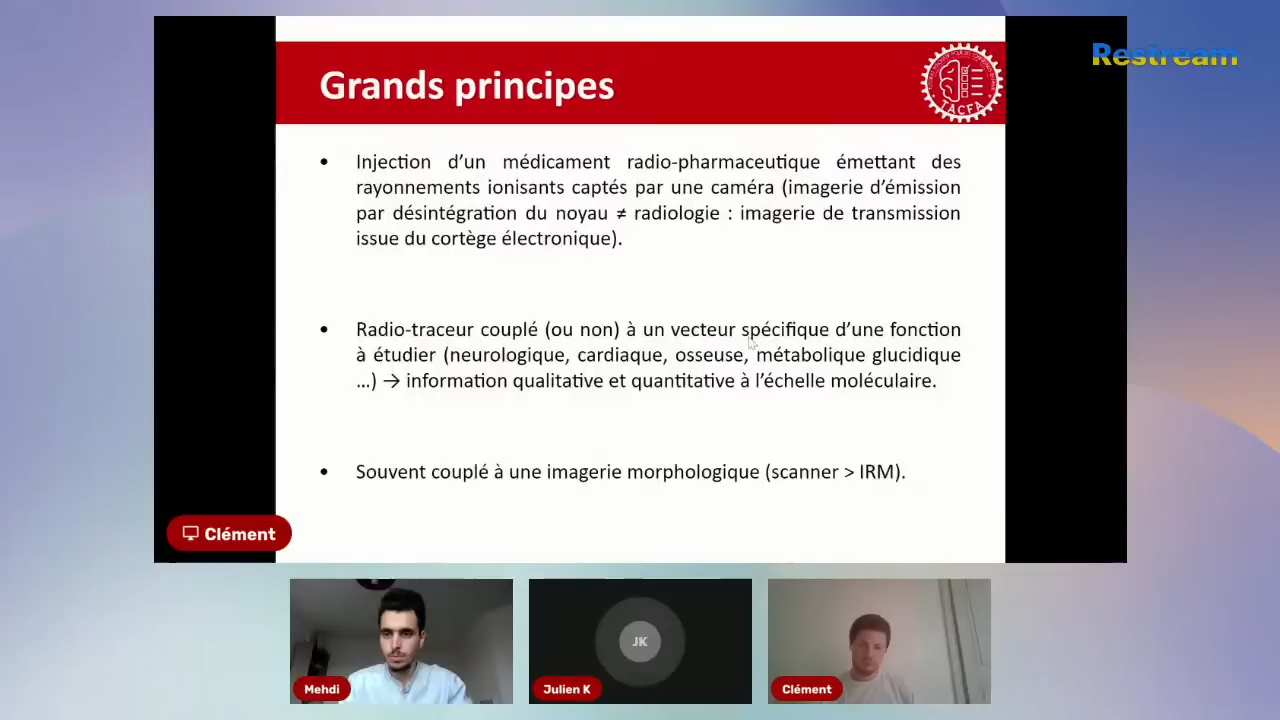 Restream
Grands principes
TACFA
• Injection d’un médicament radio-pharmaceutique émettant des
rayonnements ionisants captés par une caméra (imagerie d’émission
par désintégration du noyau ≠ radiologie : imagerie de transmission
issue du cortège électronique).
• Radio-traceur couplé (ou non) à un vecteur spécifique d’une fonction
à étudier (neurologique, cardiaque, osseuse, métabolique glucidique
…) → information qualitative et quantitative à l’échelle moléculaire.
• Souvent couplé à une imagerie morphologique (scanner > IRM).
Clément
JK
Mehdi
Julien K
Clément